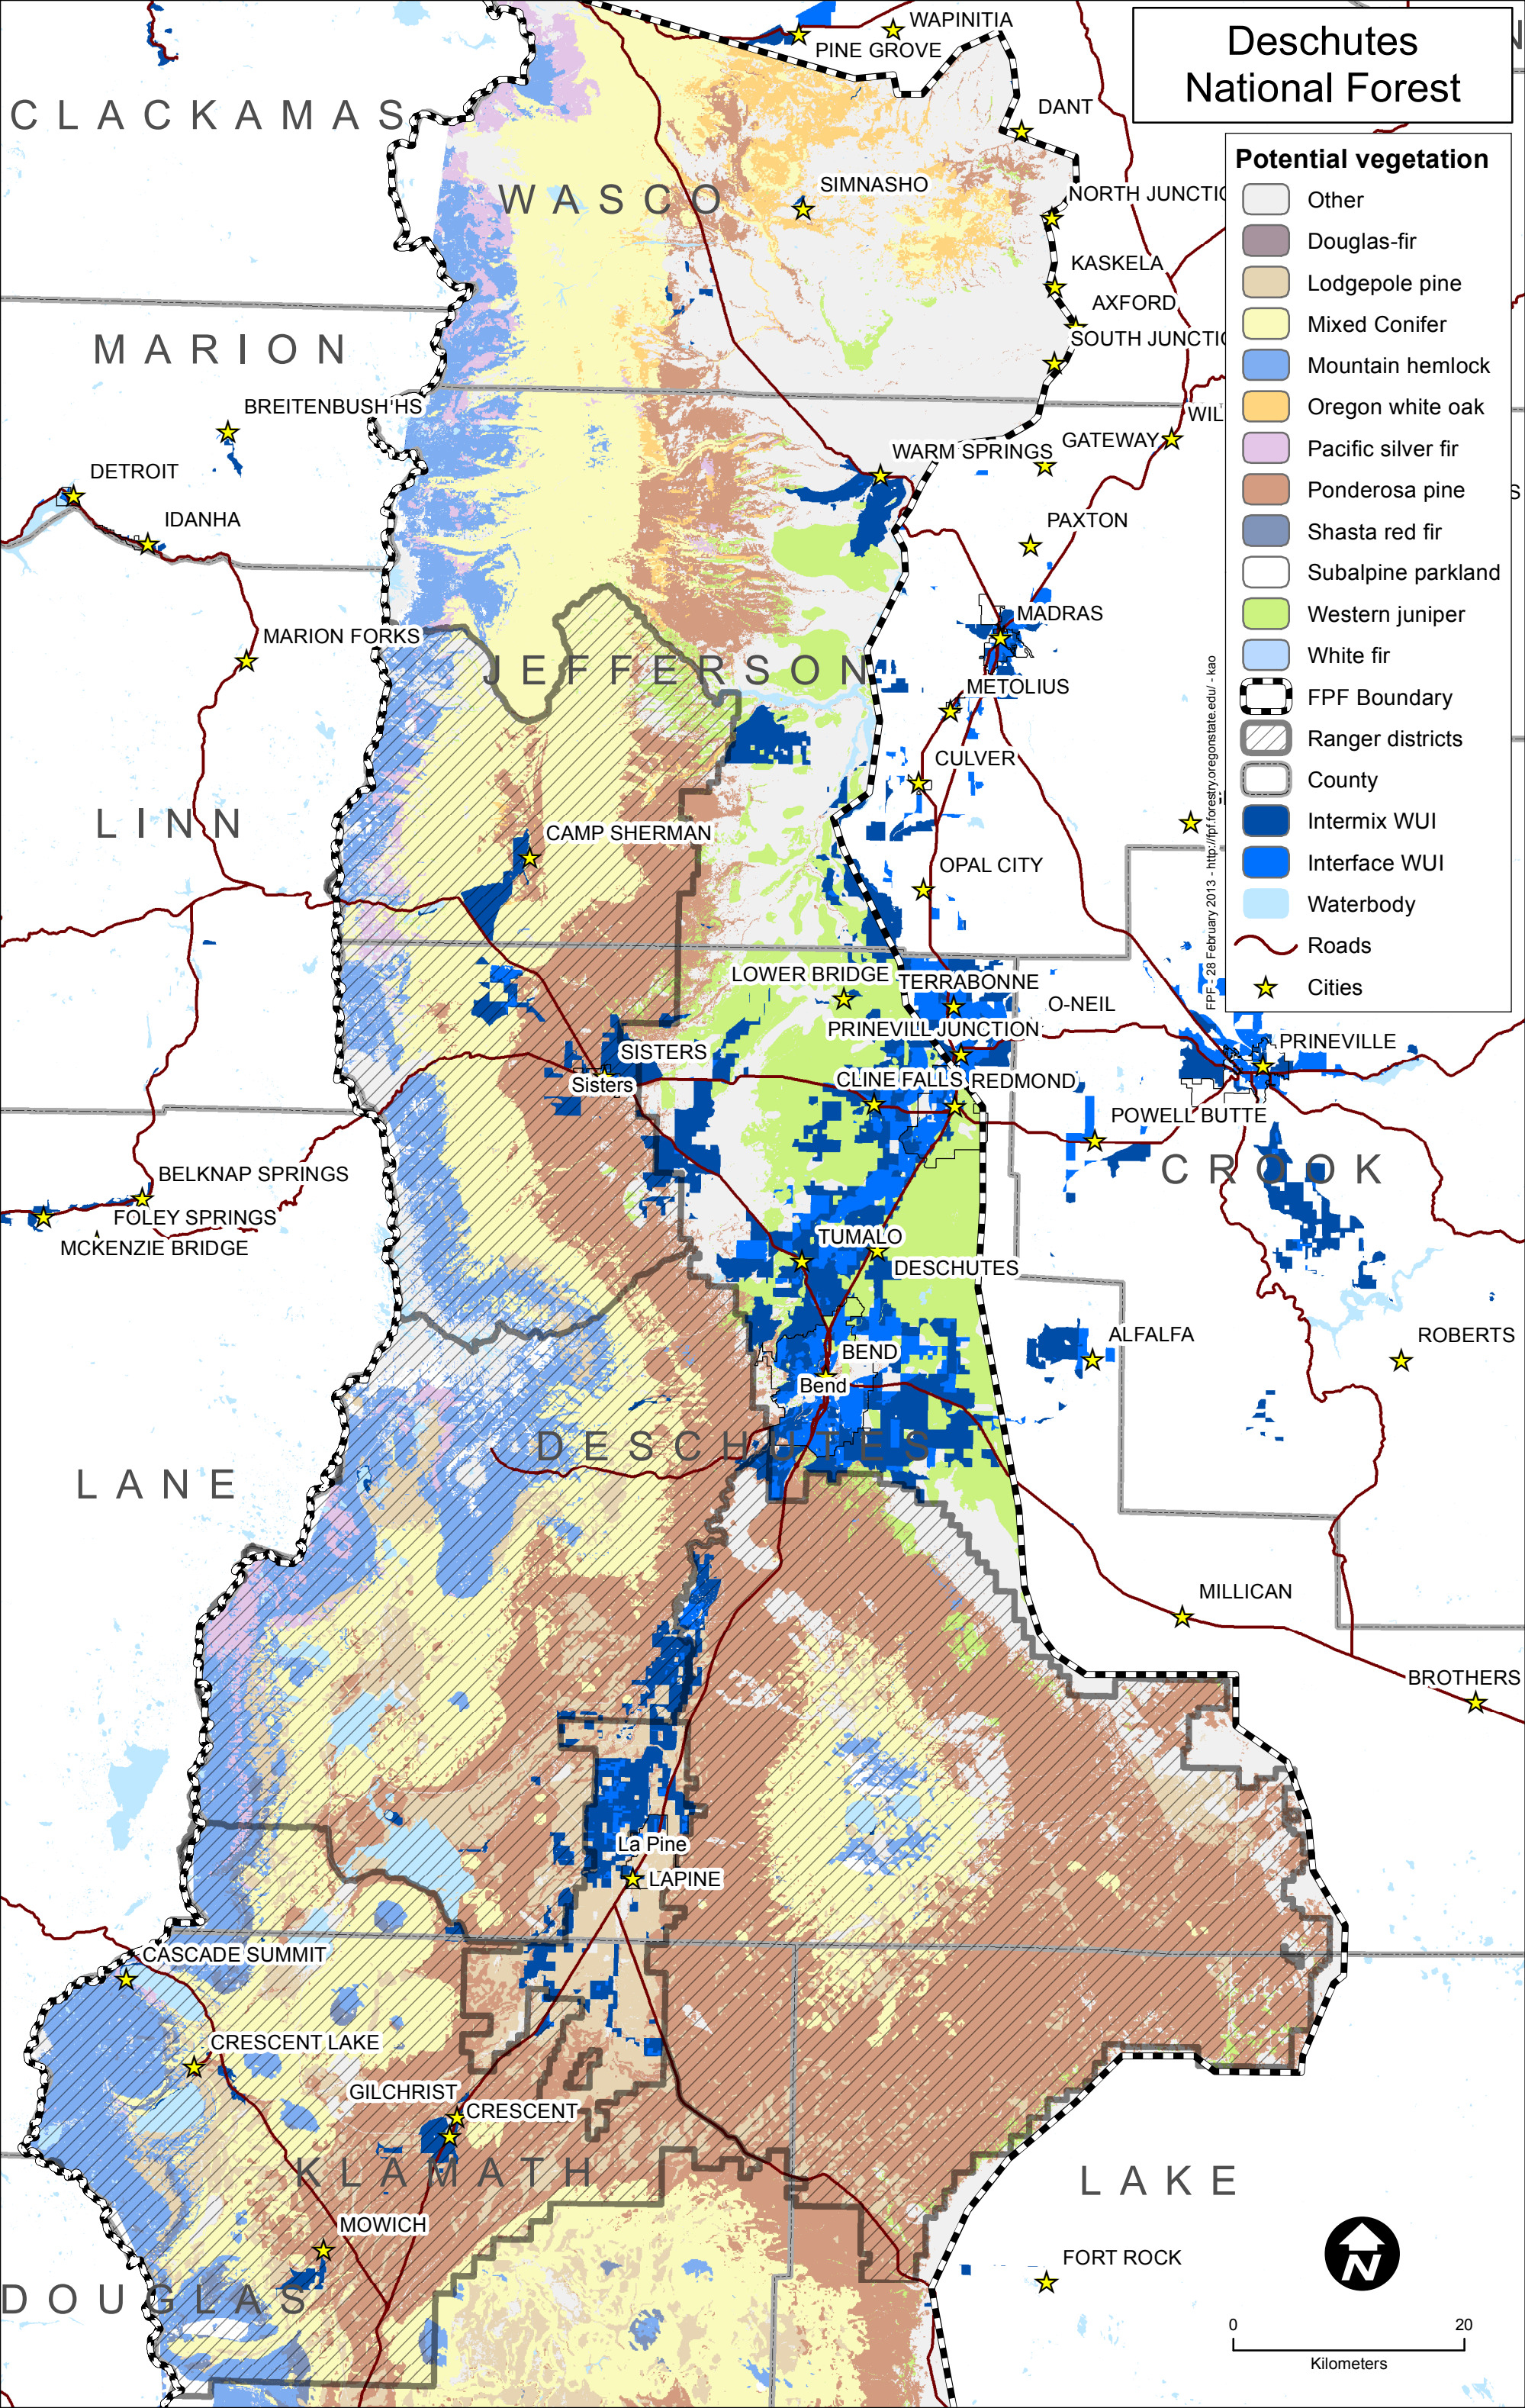 Deschutes
National Forest
Potential vegetation
Other
Douglas-fir
Lodgepole pine
Mixed Conifer
Mountain hemlock
Oregon white oak
Pacific silver fir
Ponderosa pine
Shasta red fir
Subalpine parkland
Western juniper
White fir
FPF Boundary
Ranger districts
County
Intermix WUI
Interface WUI
Waterbody
Roads
Cities
FPF - 28 February 2013 - http://fpf.forestry.oregonstate.edu/ - kao
WAPINITIA
PINE GROVE
CLACKAMAS
DANT
WASCO
SIMNASHO
NORTH JUNCTIO
KASKELA
AXFORD
SOUTH JUNCTIO
MARION
BREITENBUSH'HS
WIL
GATEWAY
WARM SPRINGS
DETROIT
IDANHA
PAXTON
MADRAS
MARION FORKS
JEFFERSON
METOLIUS
CULVER
LINN
CAMP SHERMAN
OPAL CITY
LOWER BRIDGE
TERRABONNE
O-NEIL
PRINEVILL JUNCTION
PRINEVILLE
SISTERS
Sisters
CLINE FALLS
REDMOND
POWELL BUTTE
CROOK
BELKNAP SPRINGS
FOLEY SPRINGS
MCKENZIE BRIDGE
TUMALO
DESCHUTES
ALFALFA
ROBERTS
BEND
Bend
DESCHUTES
LANE
MILLICAN
BROTHERS
La Pine
LAPINE
CASCADE SUMMIT
CRESCENT LAKE
GILCHRIST
CRESCENT
KLAMATH
LAKE
MOWICH
FORT ROCK
DOUGLAS
N
0 20
Kilometers